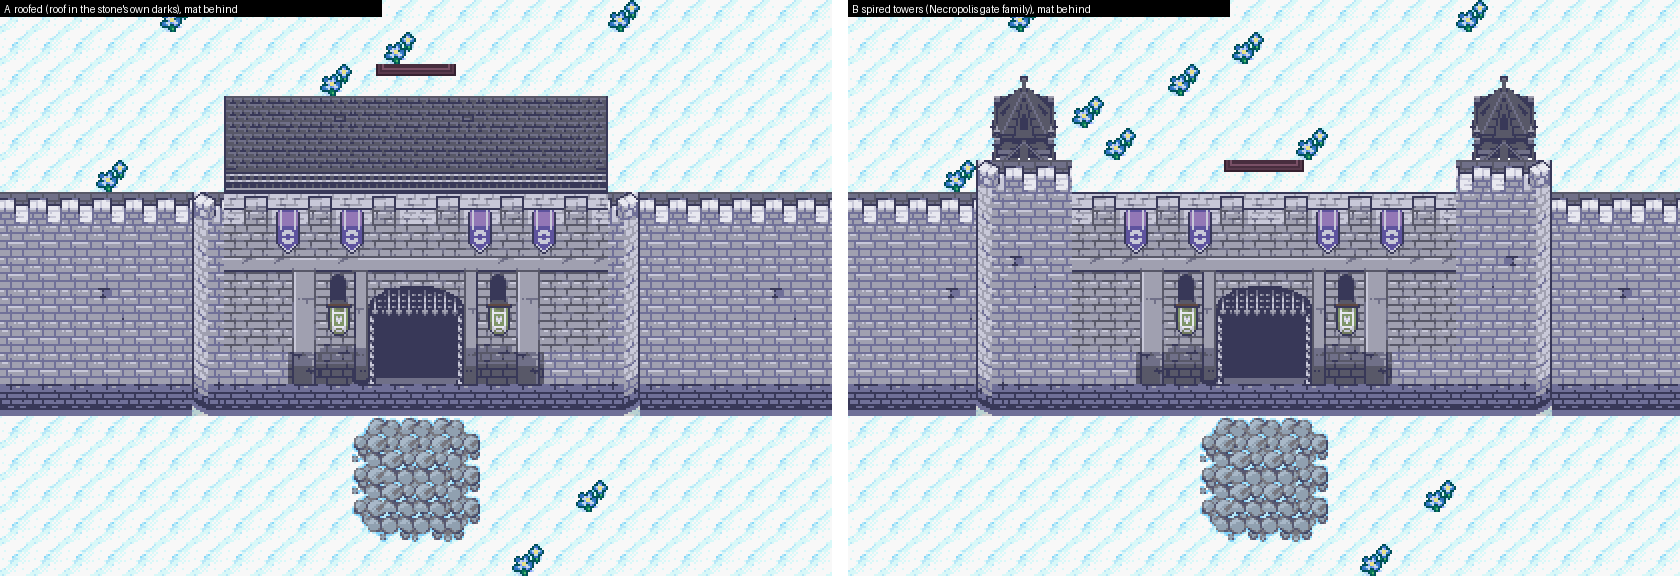 A roofed (roof in the stone's own darks), mat behind
B spired towers (Necropolis gate family), mat behind